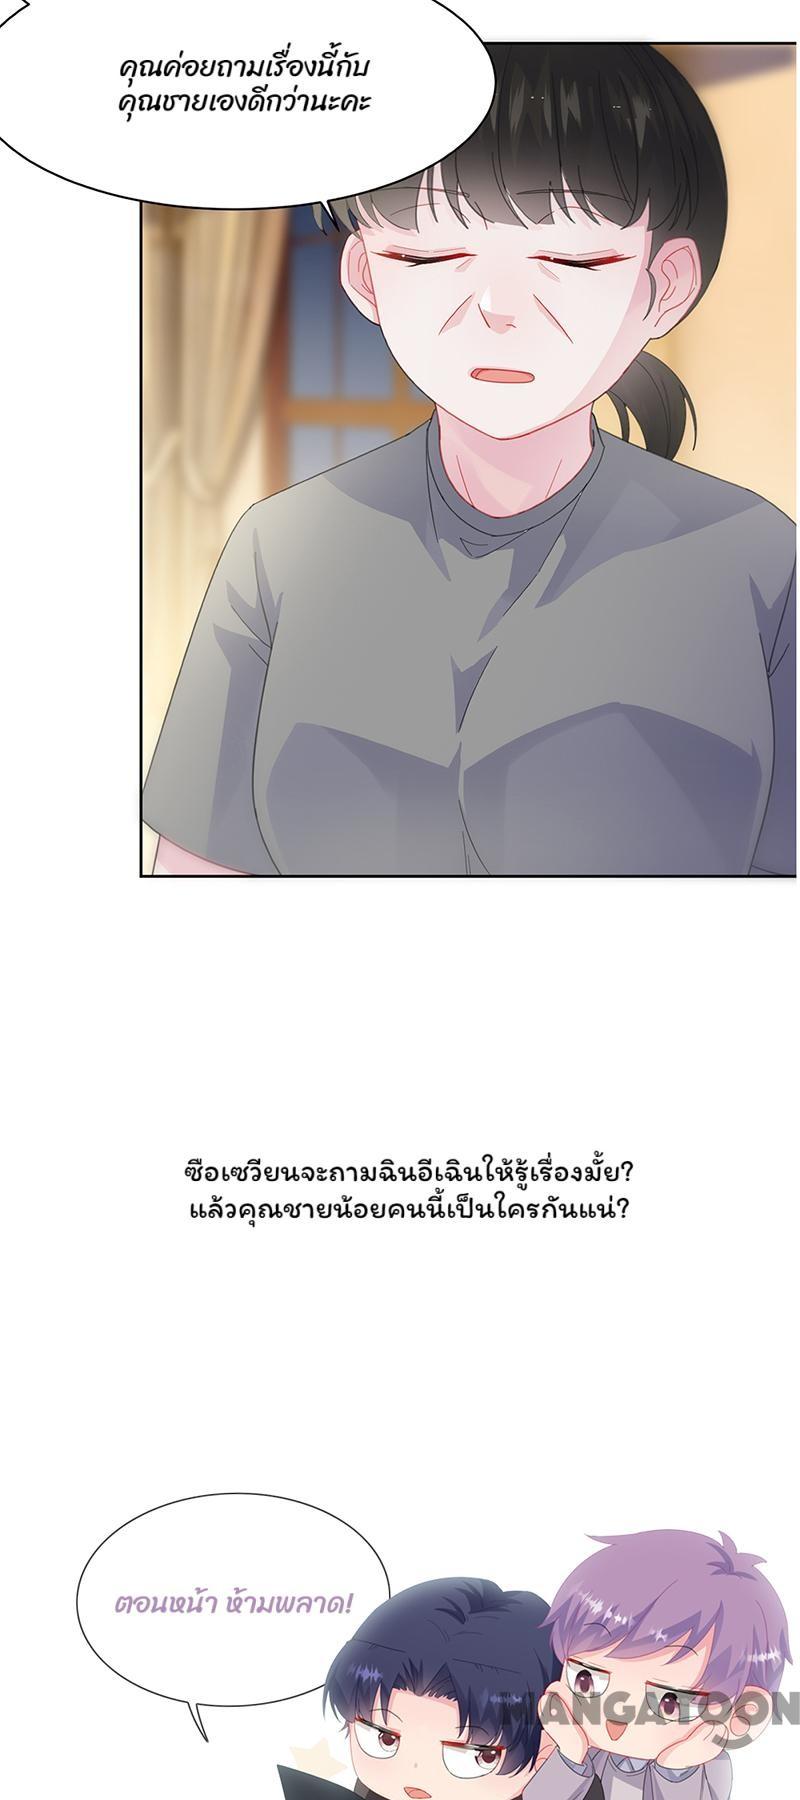 คุณค่อยถามเรื่องนี้กับ
คุณชายเองดีกว่านะคะ
ซือเซวียนจะถามฉินอีเฉินให้รู้เรื่องมั้ย?
แล้วคุณชายน้อยคนนี้เป็นใครกันแน่?
ตอนหน้า ห้ามพลาด!
MANGATOON